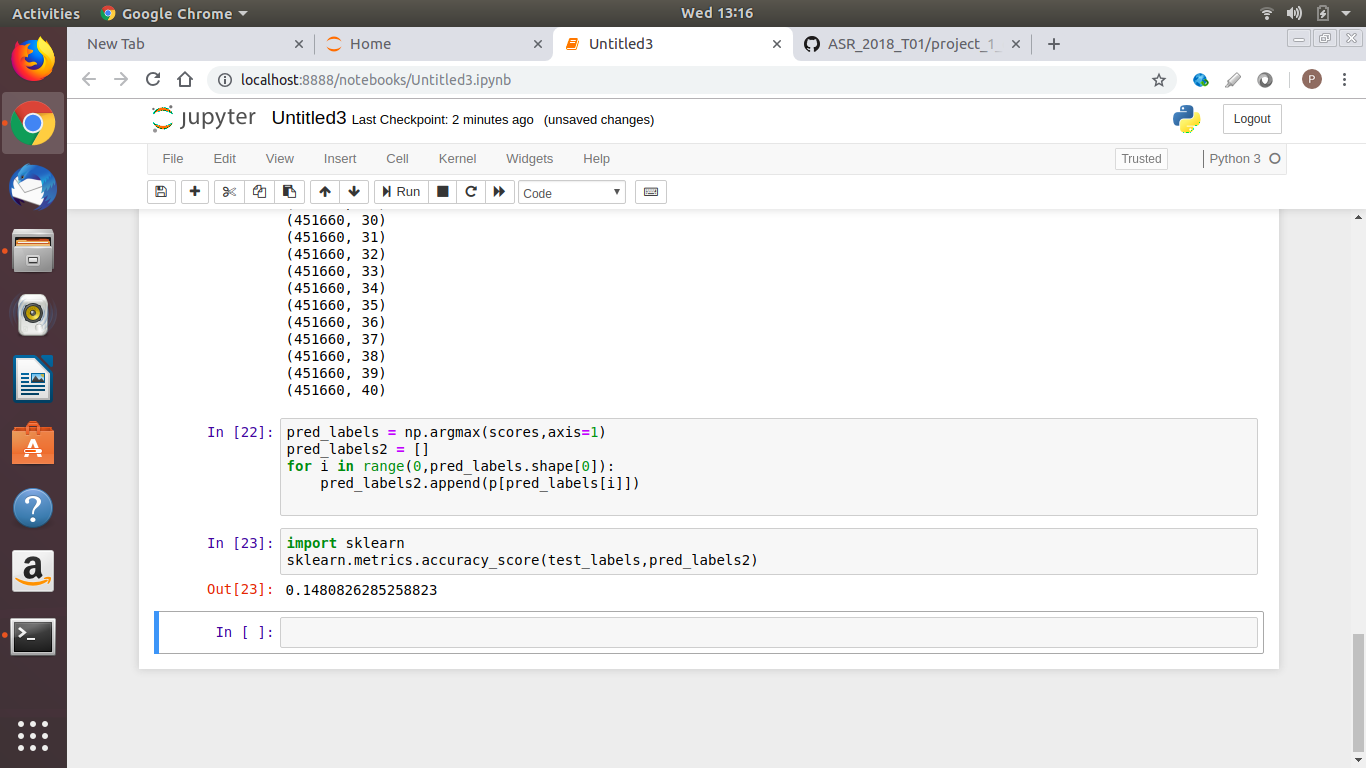 Activities Google Chrome Wed 13:16
New Tab Home Untitled3 ASR_2018_T01/project_1_
localhost:8888/notebooks/Untitled3.ipynb P
jupyter Untitled3 Last Checkpoint: 2 minutes ago (unsaved changes) Logout
File Edit View Insert Cell Kernel Widgets Help Trusted Python 3
Run Code
(451660, 30)
(451660, 31)
(451660, 32)
(451660, 33)
(451660, 34)
(451660, 35)
(451660, 36)
(451660, 37)
(451660, 38)
(451660, 39)
(451660, 40)
In [22]: pred_labels = np.argmax(scores,axis=1)
pred_labels2 = []
for i in range(0,pred_labels.shape[0]):
    pred_labels2.append(p[pred_labels[i]])
In [23]: import sklearn
sklearn.metrics.accuracy_score(test_labels,pred_labels2)
Out[23]: 0.1480826285258823
In [ ]: